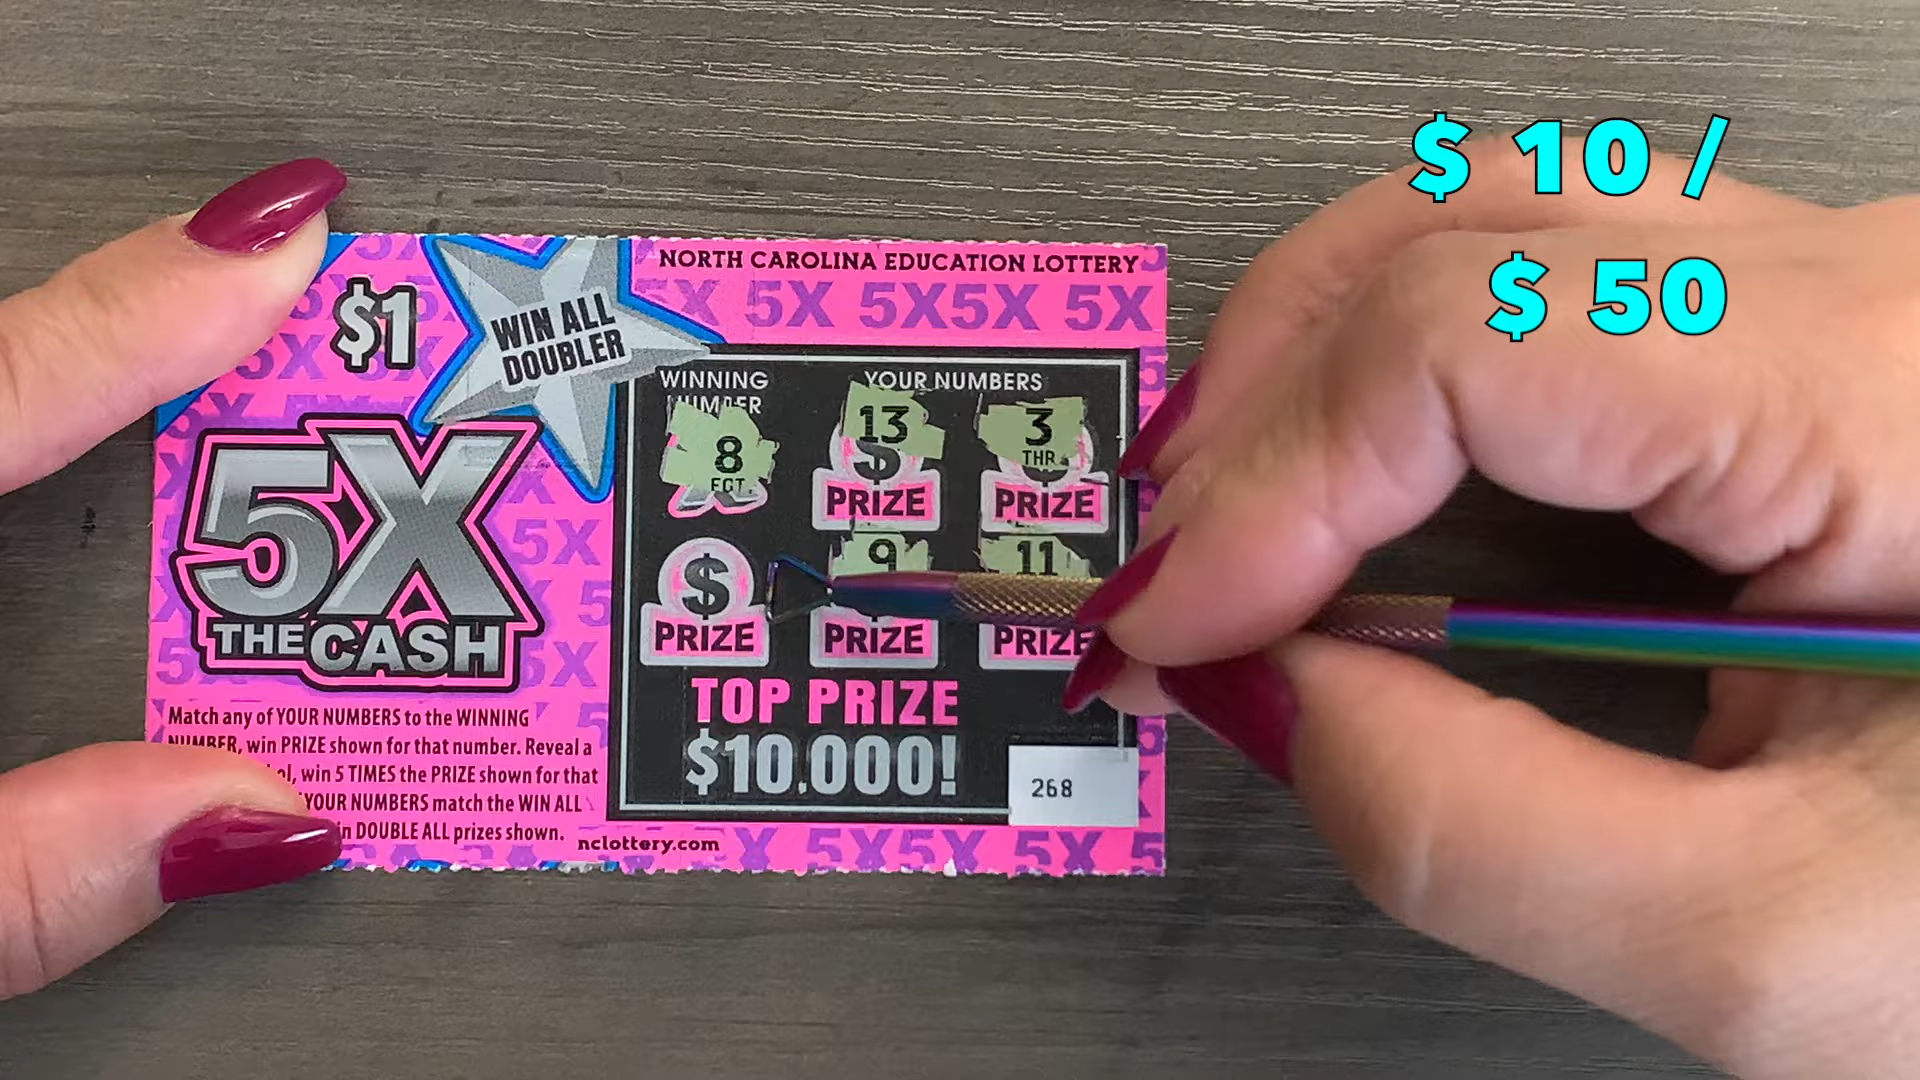 $ 10 /
$ 50
NORTH CAROLINA EDUCATION LOTTERY
5X 5X 5X5X 5X
$1
WIN ALL
DOUBLER
WINNING
NUMBER
YOUR NUMBERS
8
EGT
13
PRIZE
3
THR
PRIZE
5X
THE CASH
$
PRIZE
9
PRIZE
11
PRIZE
TOP PRIZE
$10,000!
268
Match any of YOUR NUMBERS to the WINNING
NUMBER, win PRIZE shown for that number. Reveal a
win 5 TIMES the PRIZE shown for that
YOUR NUMBERS match the WIN ALL
DOUBLE ALL prizes shown.
nclottery.com